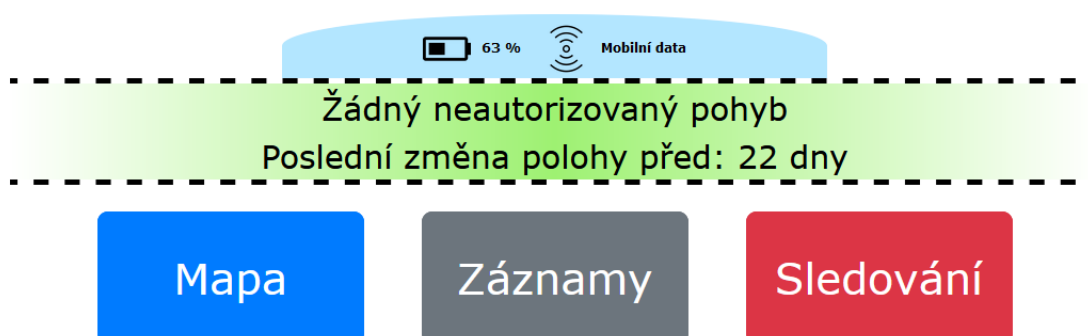 63 % Mobilní data
Žádný neautorizovaný pohyb
Poslední změna polohy před: 22 dny
Mapa Záznamy Sledování